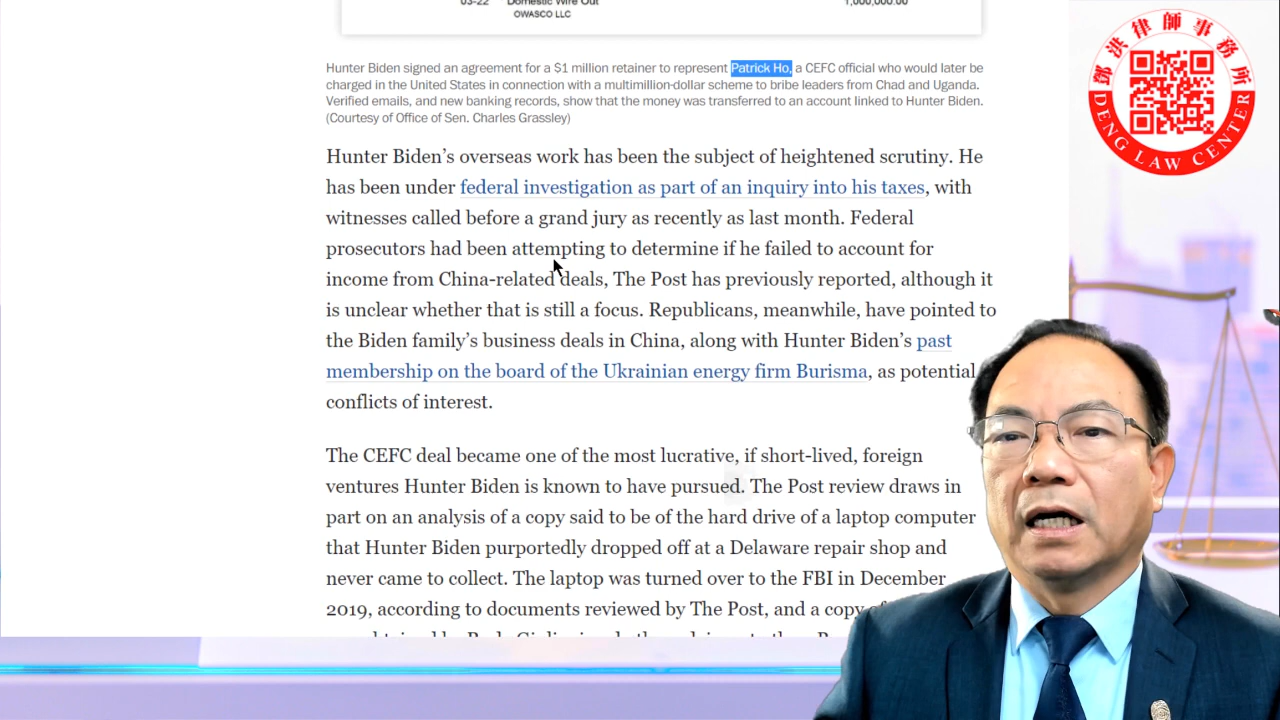 03-22 Domestic Wire Out 1,000,000.00
OWASCO LLC
Hunter Biden signed an agreement for a $1 million retainer to represent Patrick Ho, a CEFC official who would later be
charged in the United States in connection with a multimillion-dollar scheme to bribe leaders from Chad and Uganda.
Verified emails, and new banking records, show that the money was transferred to an account linked to Hunter Biden.
(Courtesy of Office of Sen. Charles Grassley)
Hunter Biden’s overseas work has been the subject of heightened scrutiny. He
has been under federal investigation as part of an inquiry into his taxes, with
witnesses called before a grand jury as recently as last month. Federal
prosecutors had been attempting to determine if he failed to account for
income from China-related deals, The Post has previously reported, although it
is unclear whether that is still a focus. Republicans, meanwhile, have pointed to
the Biden family’s business deals in China, along with Hunter Biden’s past
membership on the board of the Ukrainian energy firm Burisma, as potential
conflicts of interest.
The CEFC deal became one of the most lucrative, if short-lived, foreign
ventures Hunter Biden is known to have pursued. The Post review draws in
part on an analysis of a copy said to be of the hard drive of a laptop computer
that Hunter Biden purportedly dropped off at a Delaware repair shop and
never came to collect. The laptop was turned over to the FBI in December
2019, according to documents reviewed by The Post, and a copy
鄧洪律師事務所
DENG LAW CENTER